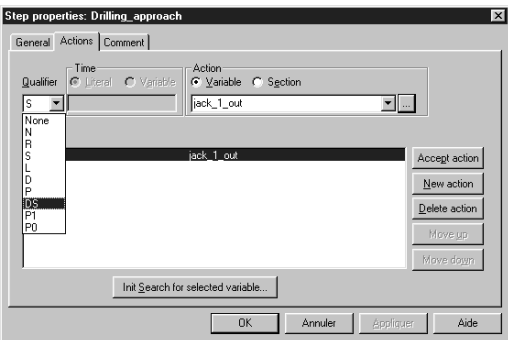 Step properties: Drilling_approach
General Actions Comment
Time Action
Qualifier Literal Variable Variable Section
S jack_1_out ...
None
N
R
S jack_1_out
L
D
P
DS
P1
P0
Accept action
New action
Delete action
Move up
Move down
Init Search for selected variable...
OK Annuler Appliquer Aide